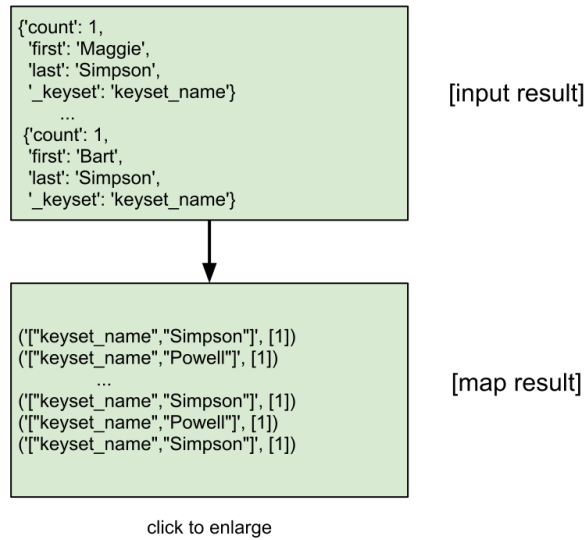 {'count': 1,
'first': 'Maggie',
'last': 'Simpson',
'_keyset': 'keyset_name'}
...
{'count': 1,
'first': 'Bart',
'last': 'Simpson',
'_keyset': 'keyset_name'}
[input result]
('["keyset_name","Simpson"]', [1])
('["keyset_name","Powell"]', [1])
...
('["keyset_name","Simpson"]', [1])
('["keyset_name","Powell"]', [1])
('["keyset_name","Simpson"]', [1])
[map result]
click to enlarge